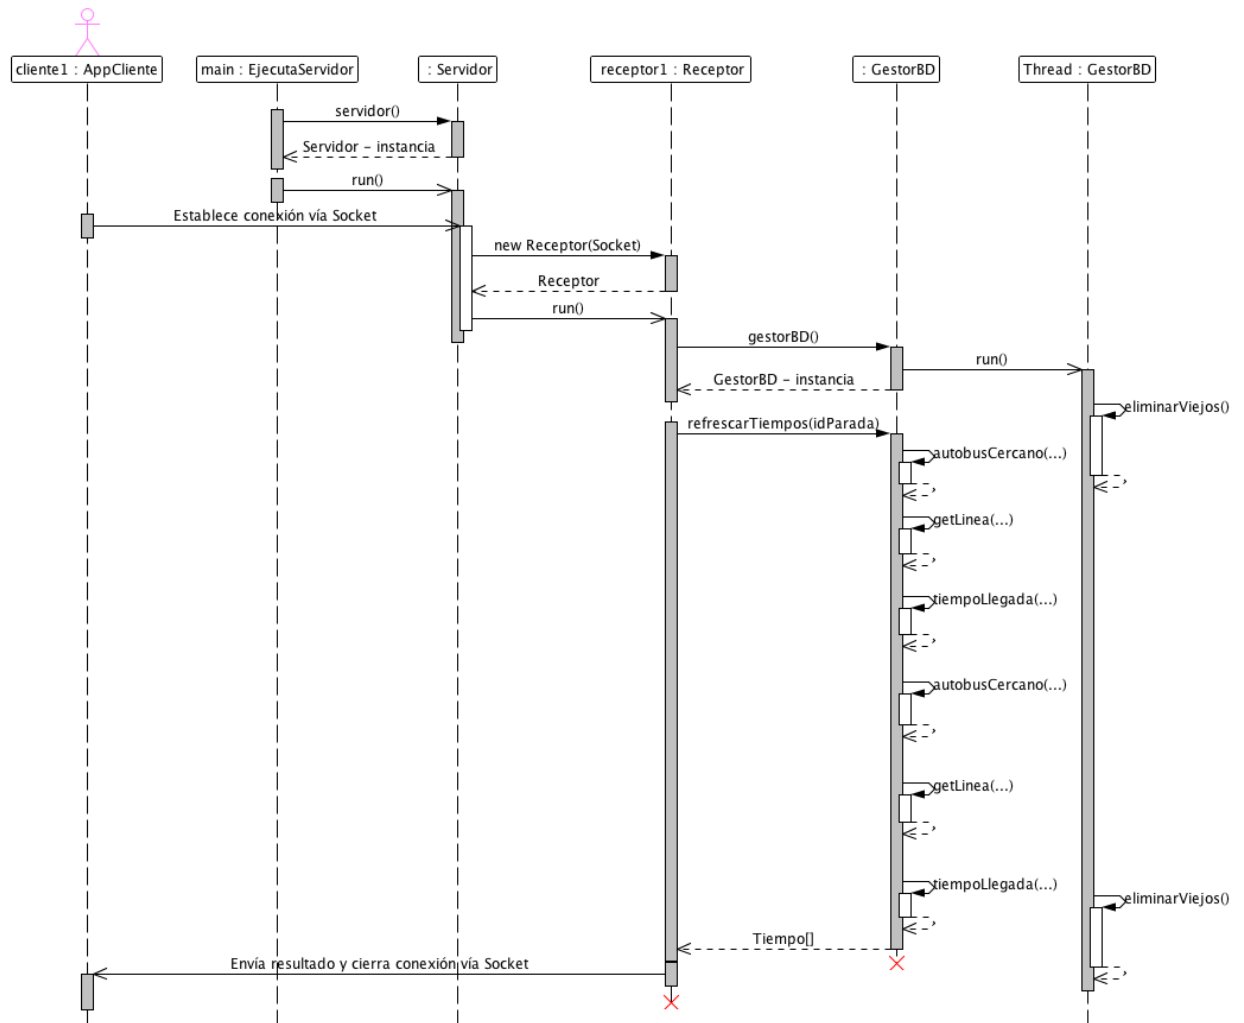 cliente1 : AppCliente
main : EjecutaServidor
: Servidor
receptor1 : Receptor
: GestorBD
Thread : GestorBD
servidor()
Servidor - instancia
run()
Establece conexión vía Socket
new Receptor(Socket)
Receptor
run()
gestorBD()
run()
GestorBD - instancia
eliminarViejos()
refrescarTiempos(idParada)
autobusCercano(...)
getLinea(...)
tiempoLlegada(...)
autobusCercano(...)
getLinea(...)
tiempoLlegada(...)
eliminarViejos()
Tiempo[]
Envía resultado y cierra conexión vía Socket